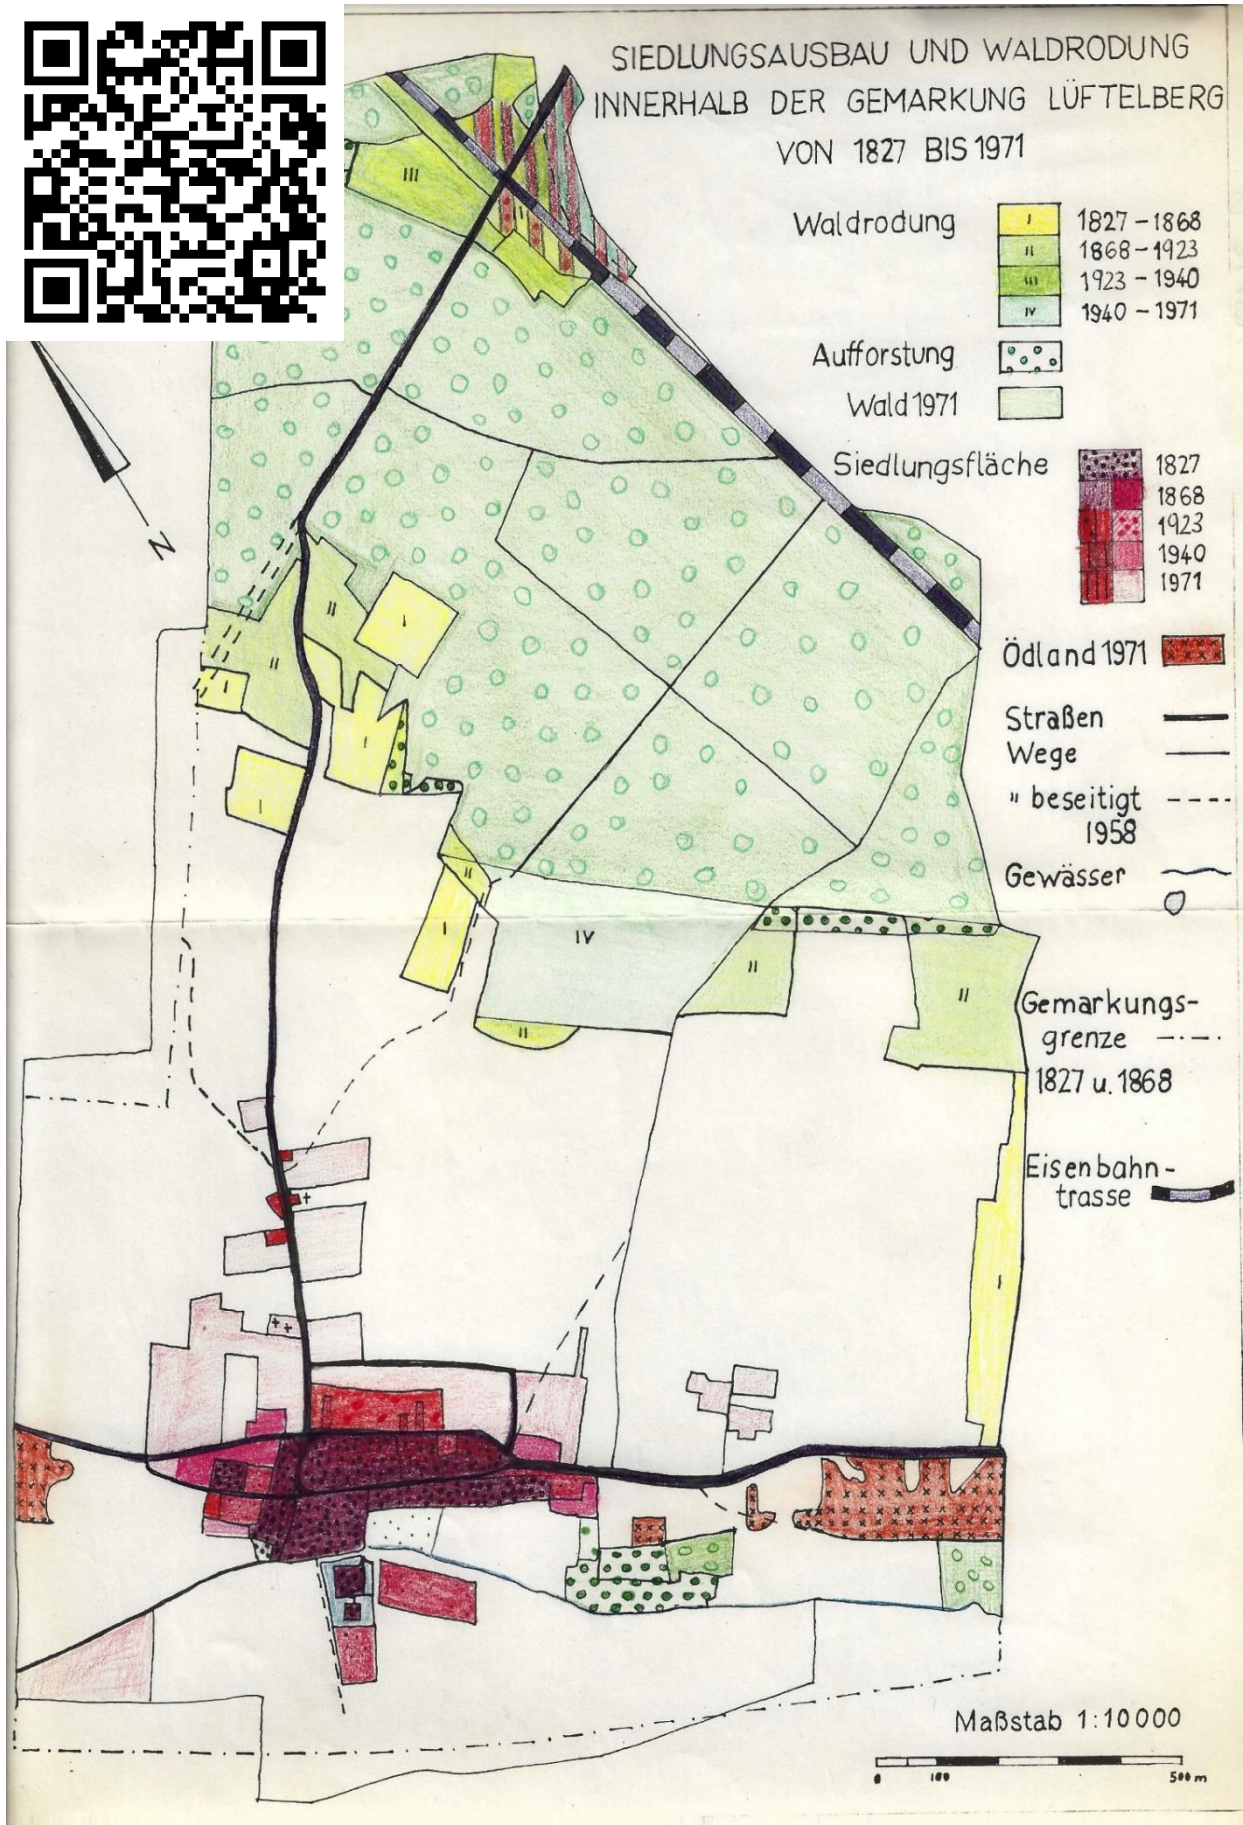 SIEDLUNGSAUSBAU UND WALDRODUNG
INNERHALB DER GEMARKUNG LÜFTELBERG
VON 1827 BIS 1971
Waldrodung
I 1827 – 1868
II 1868 – 1923
III 1923 – 1940
IV 1940 – 1971
Aufforstung
Wald 1971
Siedlungsfläche
1827
1868
1923
1940
1971
Ödland 1971
Straßen
Wege
" beseitigt
1958
Gewässer
Gemarkungs-
grenze
1827 u. 1868
Eisenbahn-
trasse
N
III
II
I
II
I
I
I
II
I
IV
II
II
II
I
Maßstab 1:10000
0 100 500 m